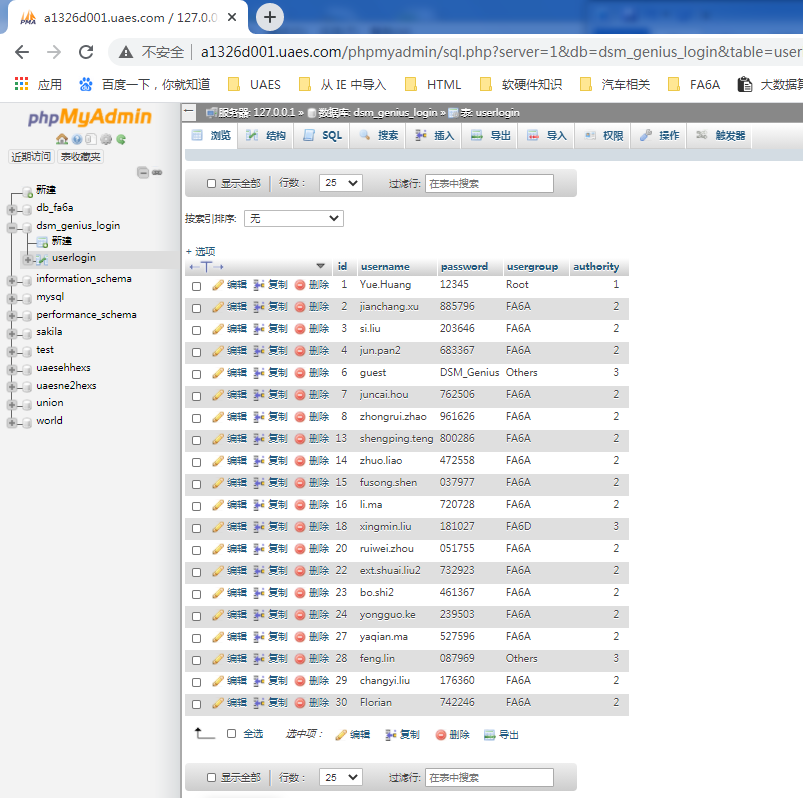 a1326d001.uaes.com / 127.0.0
不安全 a1326d001.uaes.com/phpmyadmin/sql.php?server=1&db=dsm_genius_login&table=user
应用 百度一下，你就知道 UAES 从 IE 中导入 HTML 软硬件知识 汽车相关 FA6A 大数据
phpMyAdmin
近期访问 表收藏夹
新建
db_fa6a
dsm_genius_login
新建
userlogin
information_schema
mysql
performance_schema
sakila
test
uaesehhexs
uaesne2hexs
union
world
服务器: 127.0.0.1 » 数据库: dsm_genius_login » 表: userlogin
浏览 结构 SQL 搜索 插入 导出 导入 权限 操作 触发器
显示全部 行数： 25 过滤行: 在表中搜索
按索引排序: 无
+ 选项
←T→ id username password usergroup authority
编辑 复制 删除 1 Yue.Huang 12345 Root 1
编辑 复制 删除 2 jianchang.xu 885796 FA6A 2
编辑 复制 删除 3 si.liu 203646 FA6A 2
编辑 复制 删除 4 jun.pan2 683367 FA6A 2
编辑 复制 删除 6 guest DSM_Genius Others 3
编辑 复制 删除 7 juncai.hou 762506 FA6A 2
编辑 复制 删除 8 zhongrui.zhao 961626 FA6A 2
编辑 复制 删除 13 shengping.teng 800286 FA6A 2
编辑 复制 删除 14 zhuo.liao 472558 FA6A 2
编辑 复制 删除 15 fusong.shen 037977 FA6A 2
编辑 复制 删除 16 li.ma 720728 FA6A 2
编辑 复制 删除 18 xingmin.liu 181027 FA6D 3
编辑 复制 删除 20 ruiwei.zhou 051755 FA6A 2
编辑 复制 删除 22 ext.shuai.liu2 732923 FA6A 2
编辑 复制 删除 23 bo.shi2 461367 FA6A 2
编辑 复制 删除 24 yongguo.ke 239503 FA6A 2
编辑 复制 删除 27 yaqian.ma 527596 FA6A 2
编辑 复制 删除 28 feng.lin 087969 Others 3
编辑 复制 删除 29 changyi.liu 176360 FA6A 2
编辑 复制 删除 30 Florian 742246 FA6A 2
全选 选中项： 编辑 复制 删除 导出
显示全部 行数： 25 过滤行: 在表中搜索